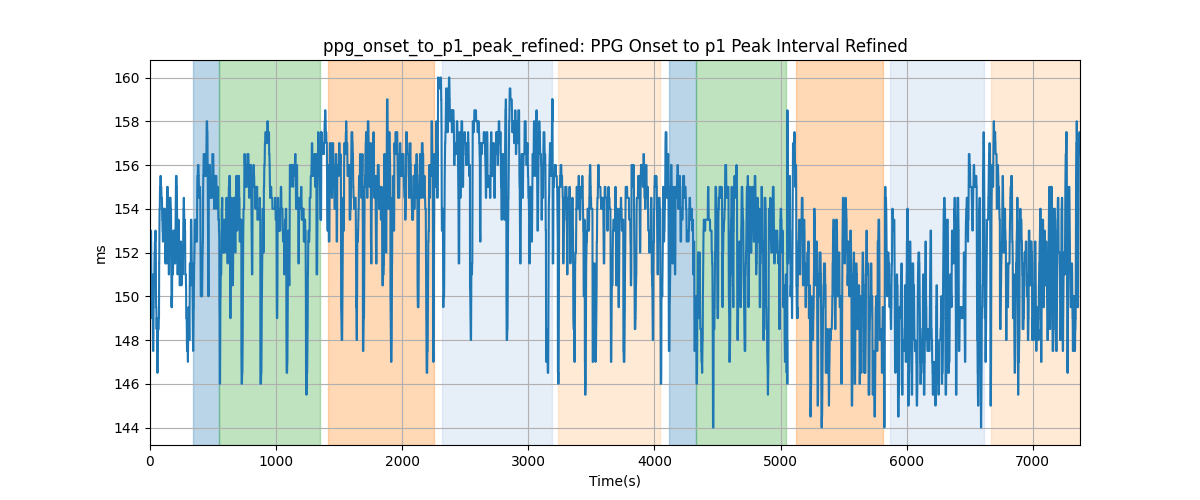 ppg_onset_to_p1_peak_refined: PPG Onset to p1 Peak Interval Refined
160
158
156
154
152
150
148
146
144
ms
0 1000 2000 3000 4000 5000 6000 7000
Time(s)